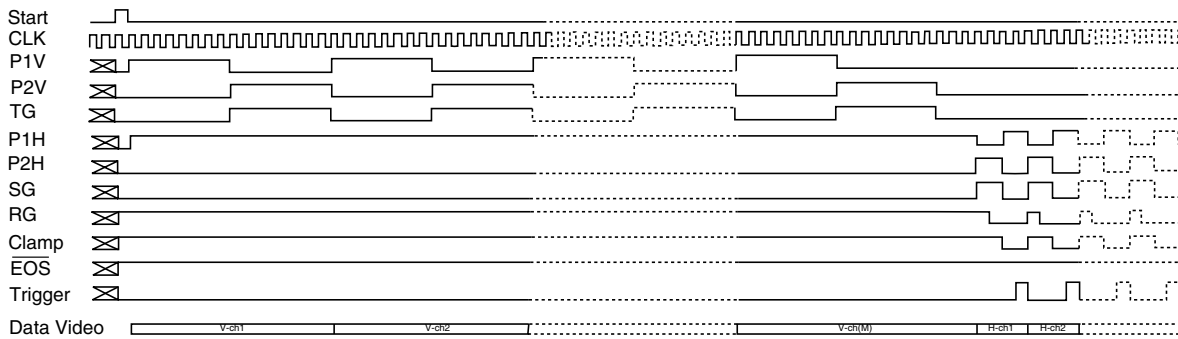 Start
CLK
P1V
P2V
TG
P1H
P2H
SG
RG
Clamp
EOS
Trigger
Data Video V-ch1 V-ch2 V-ch(M) H-ch1 H-ch2